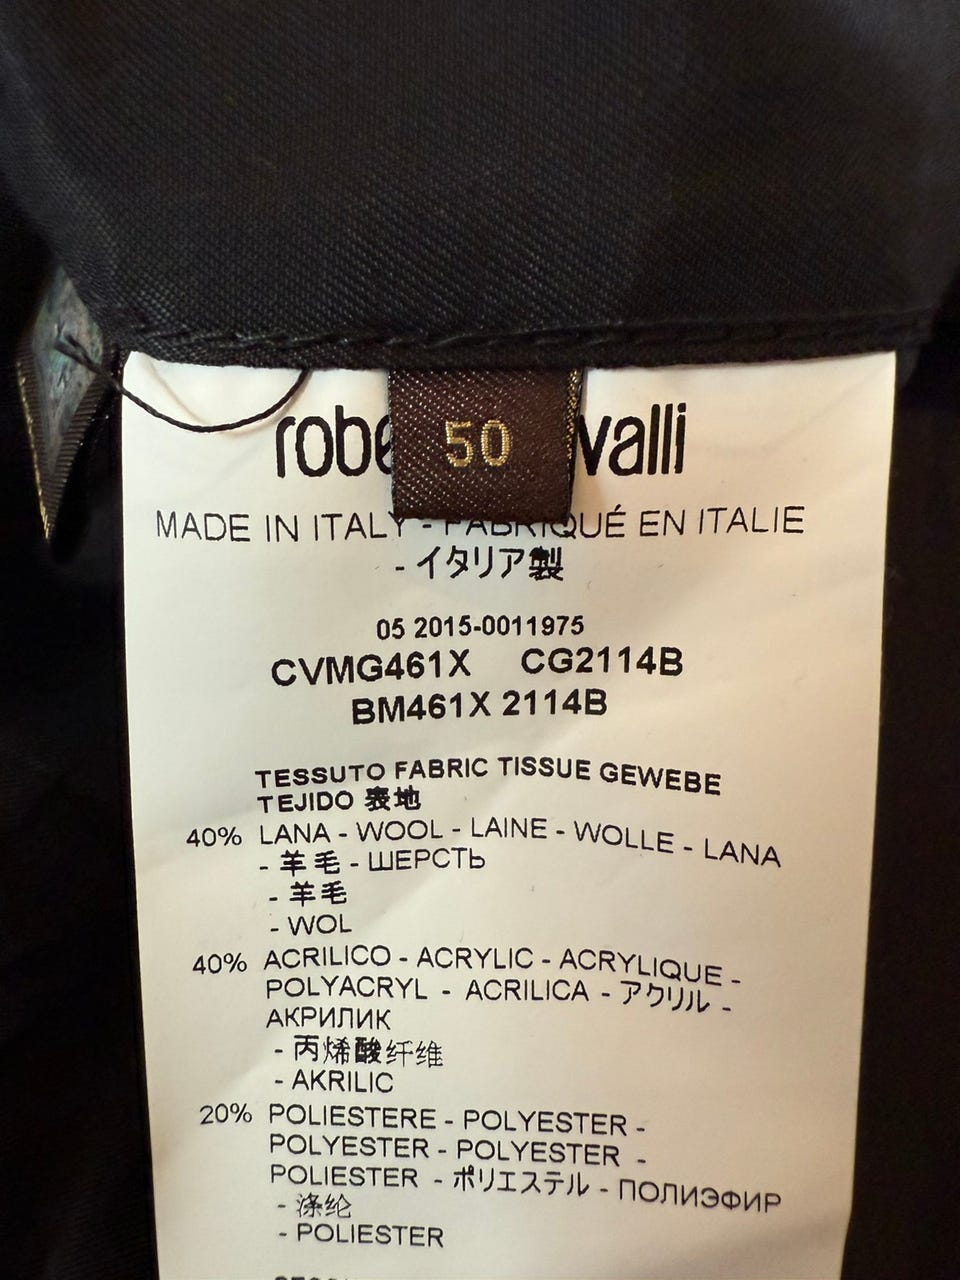 robe
valli
50
MADE IN ITALY - FABRIQUÉ EN ITALIE
- イタリア製
05 2015-0011975
CVMG461X CG2114B
BM461X 2114B
TESSUTO FABRIC TISSUE GEWEBE
TEJIDO 表地
40% LANA - WOOL - LAINE - WOLLE - LANA
- 羊毛 - ШЕРСТЬ
- 羊毛
- WOL
40% ACRILICO - ACRYLIC - ACRYLIQUE -
POLYACRYL - ACRILICA - アクリル -
АКРИЛИК
- 丙烯酸纤维
- AKRILIC
20% POLIESTERE - POLYESTER -
POLYESTER - POLYESTER -
POLIESTER - ポリエステル - ПОЛИЭФИР
- 涤纶
- POLIESTER